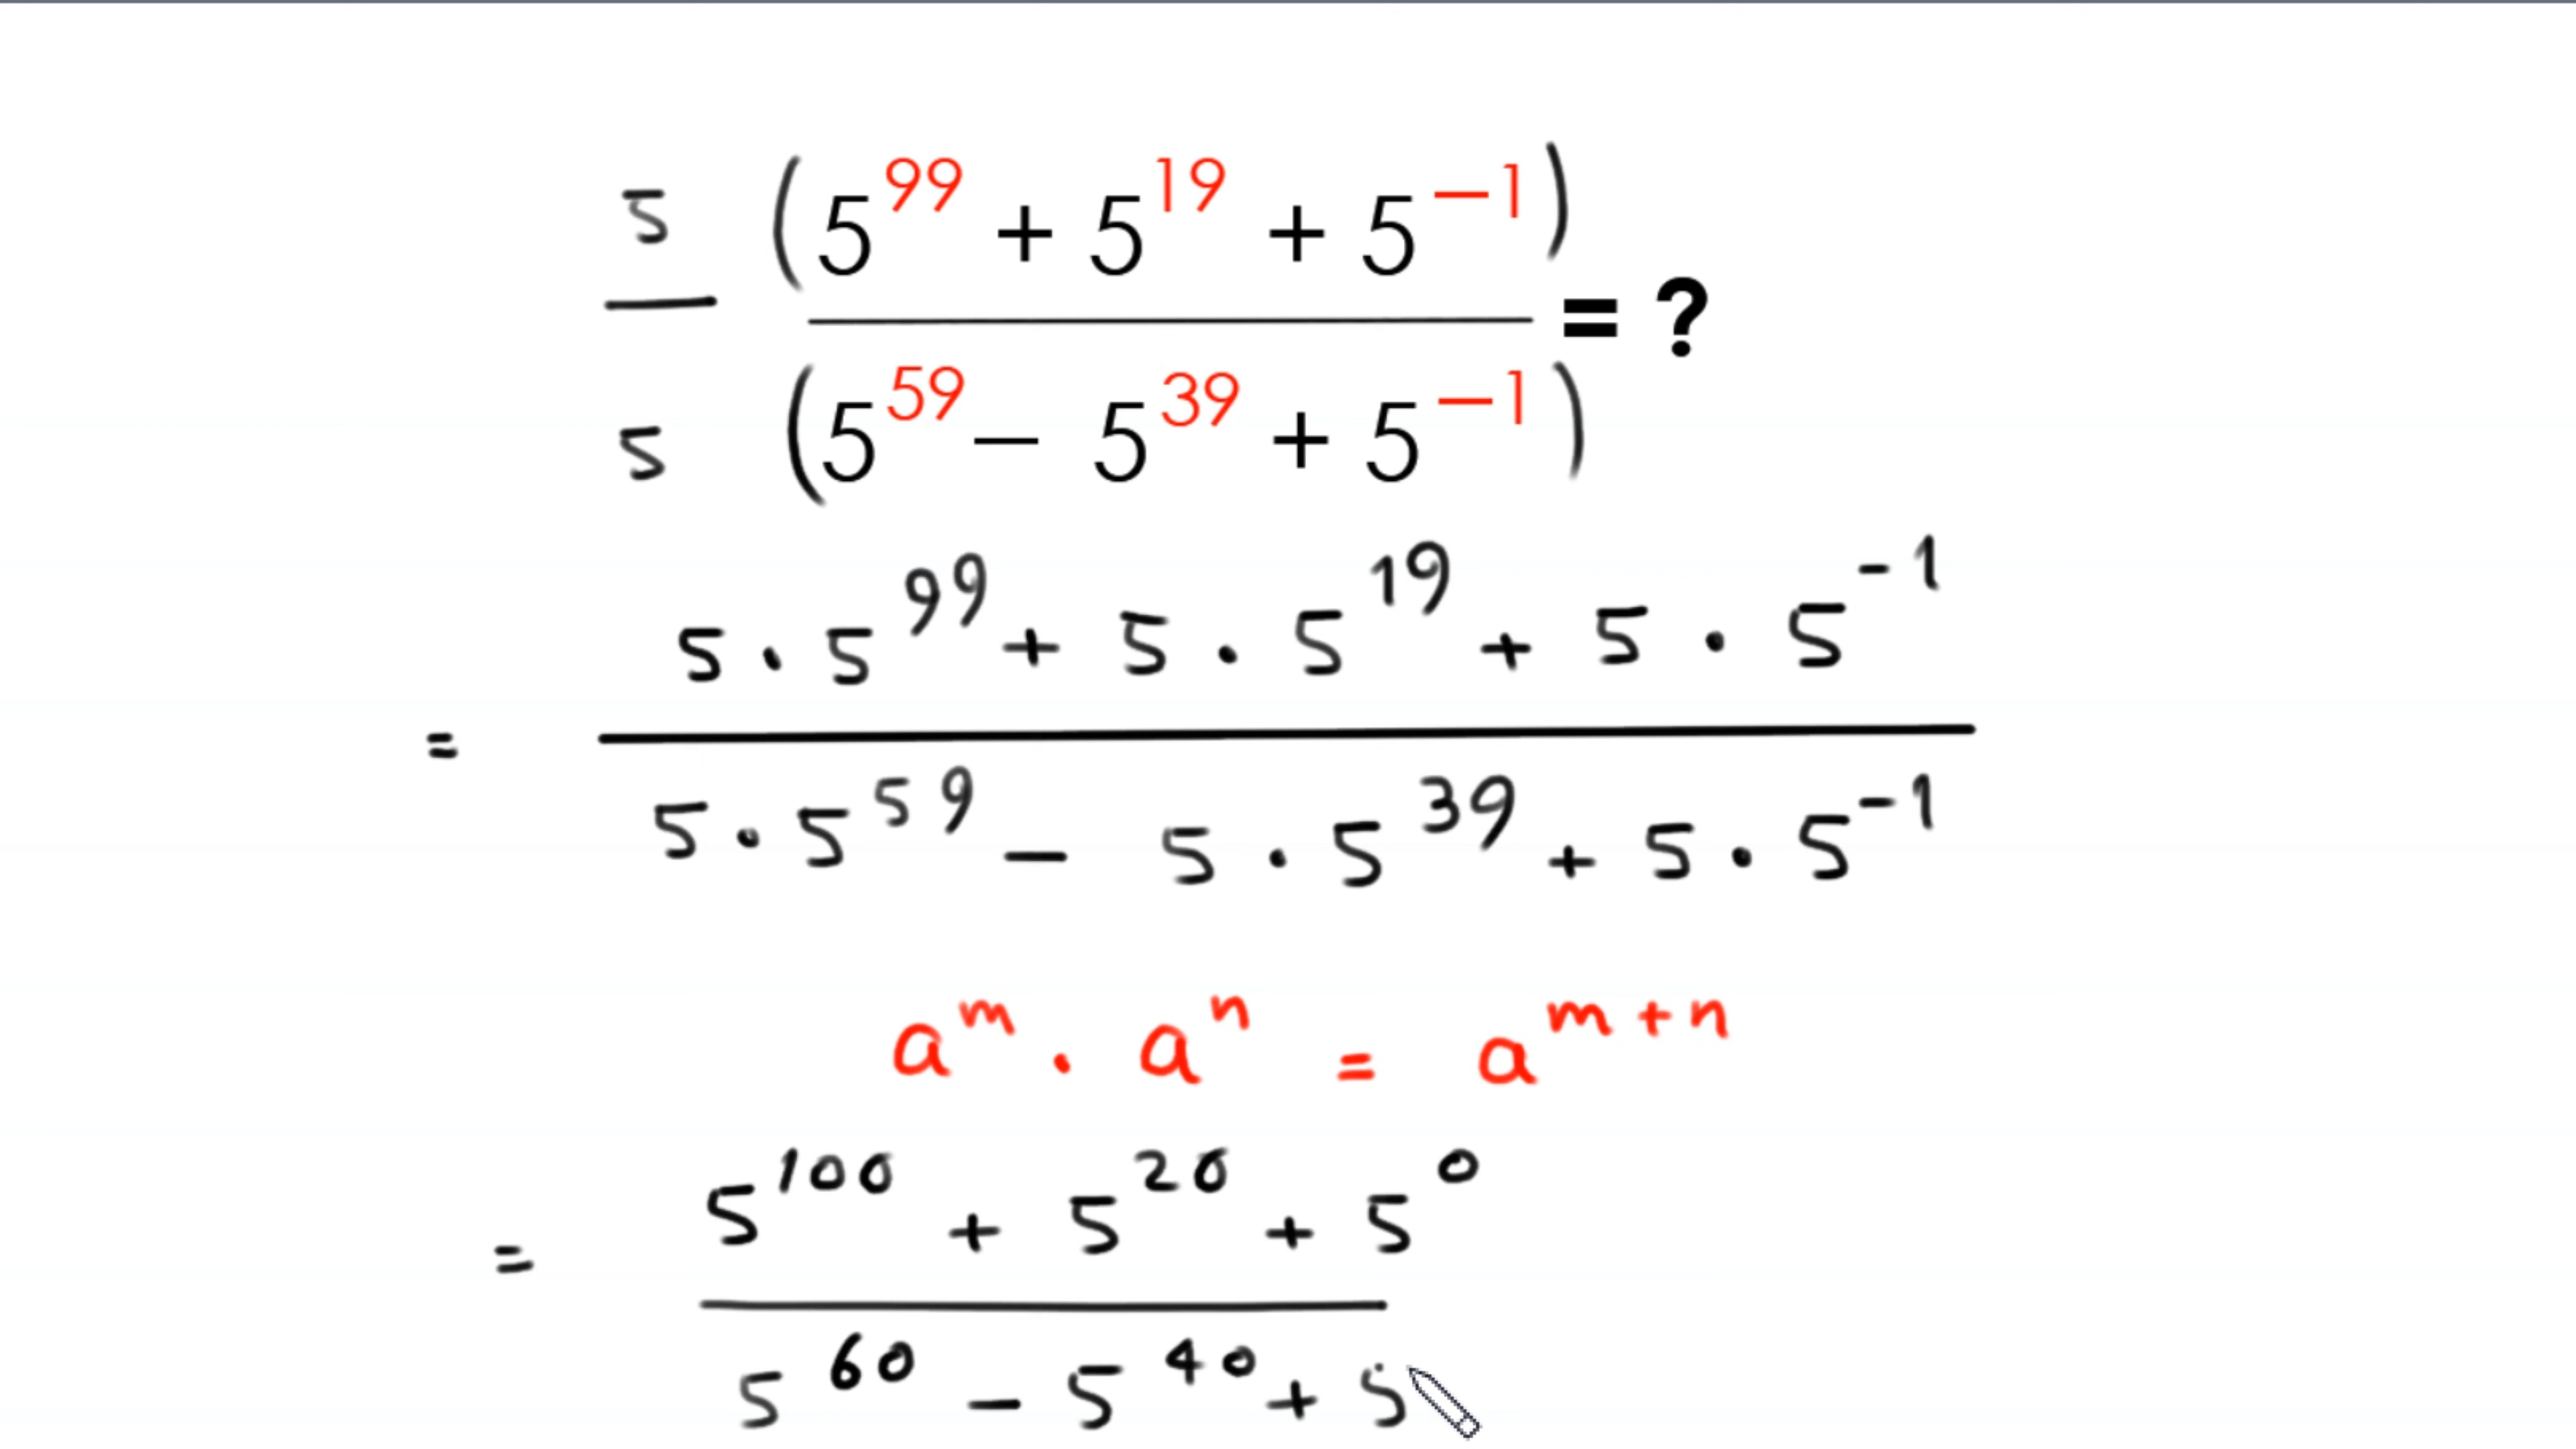 5 (5^99 + 5^19 + 5^−1)
= ?
5 (5^59 − 5^39 + 5^−1)
5 · 5^99 + 5 · 5^19 + 5 · 5^-1
=
5 · 5^59 − 5 · 5^39 + 5 · 5^-1
a^m · a^n = a^m+n
5^100 + 5^20 + 5^0
=
5^60 − 5^40 + 5